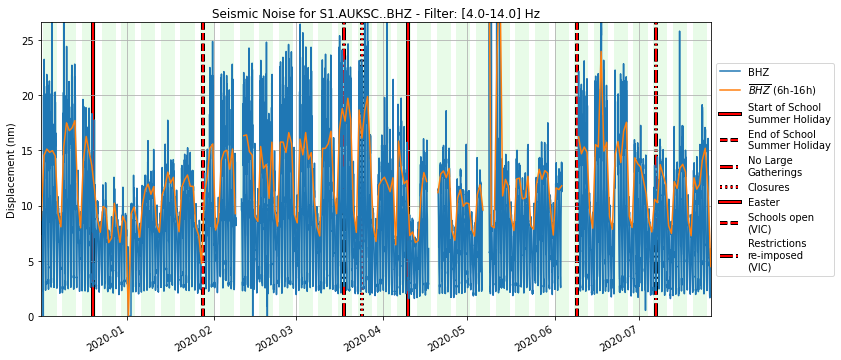 Seismic Noise for S1.AUKSC..BHZ - Filter: [4.0-14.0] Hz
Displacement (nm)
25
20
15
10
5
0
2020-01
2020-02
2020-03
2020-04
2020-05
2020-06
2020-07
BHZ
BHZ (6h-16h)
Start of School
Summer Holiday
End of School
Summer Holiday
No Large
Gatherings
Closures
Easter
Schools open
(VIC)
Restrictions
re-imposed
(VIC)